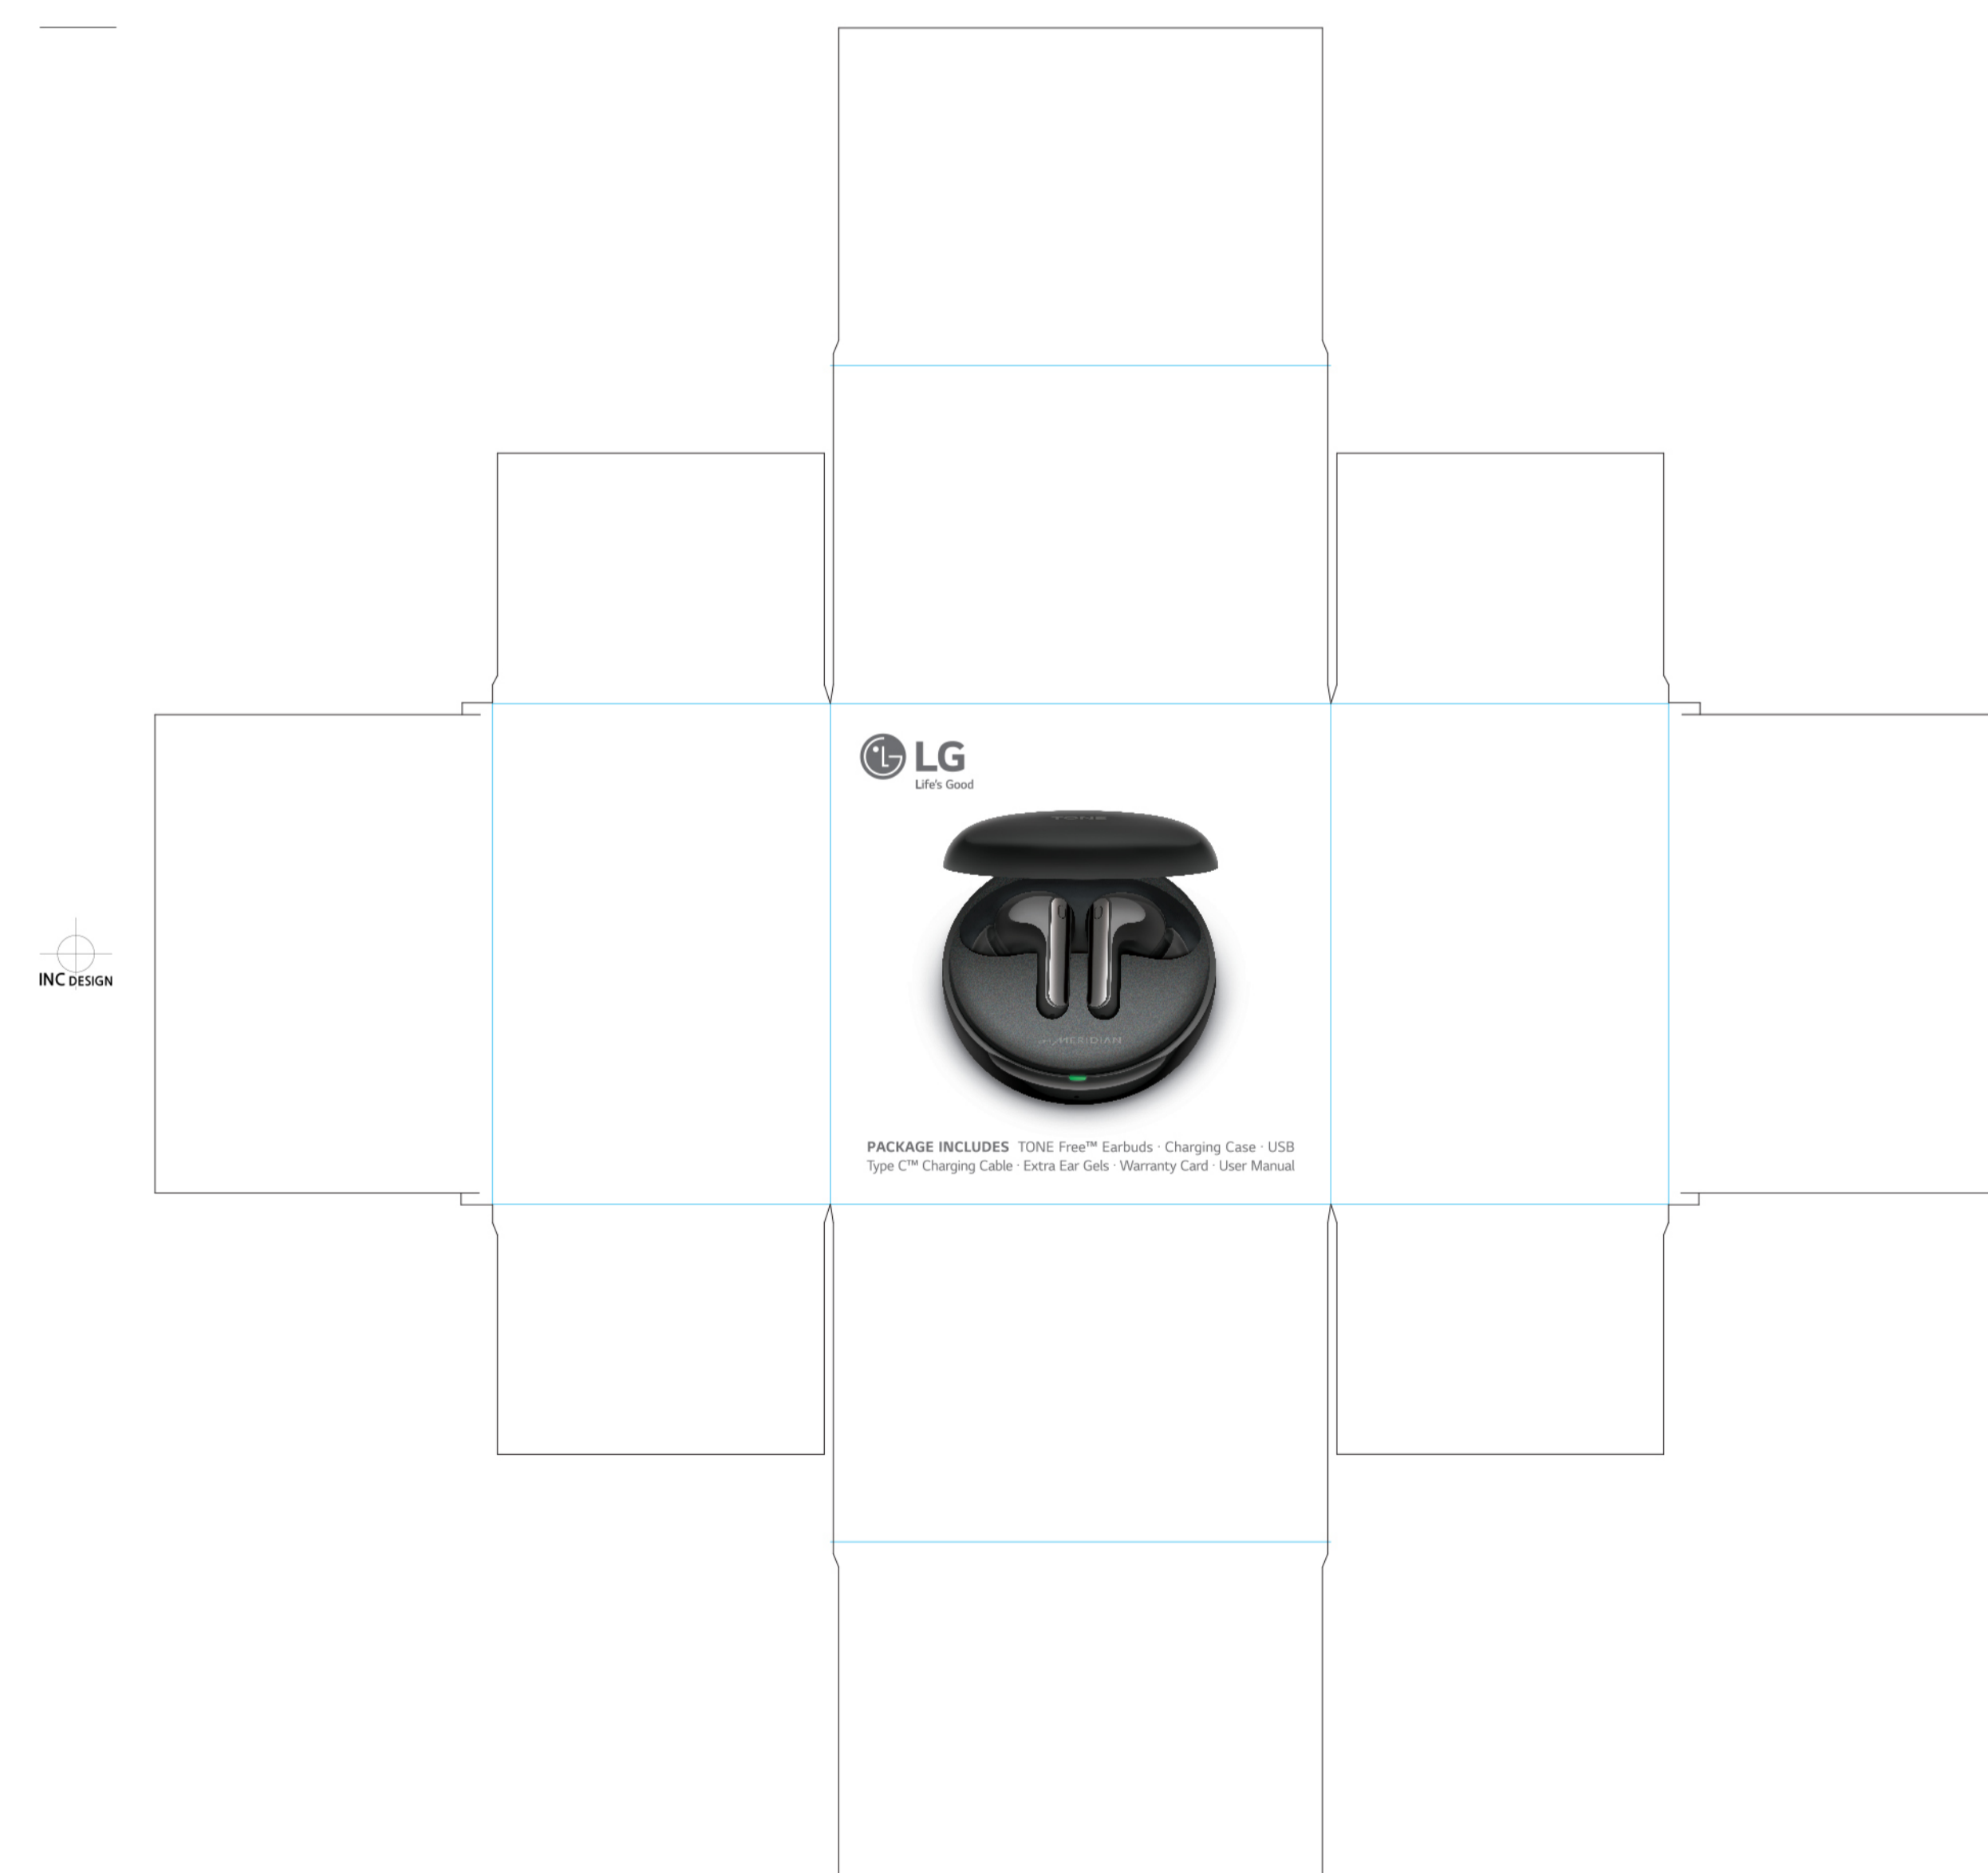 LG
Life's Good
TONE
MERIDIAN
INC DESIGN
PACKAGE INCLUDES TONE Free™ Earbuds · Charging Case · USB
Type C™ Charging Cable · Extra Ear Gels · Warranty Card · User Manual